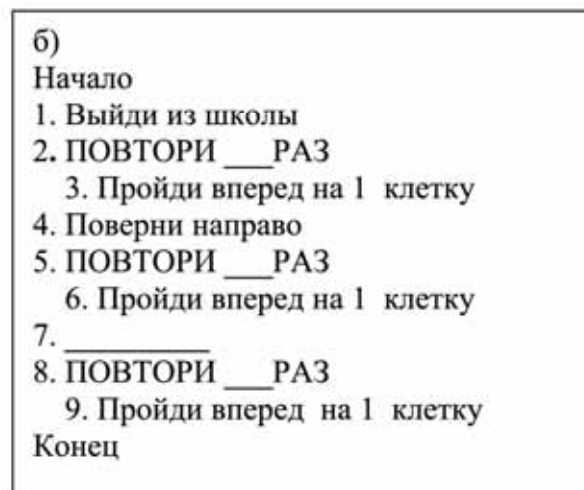 б)
Начало
1. Выйди из школы
2. ПОВТОРИ ___РАЗ
3. Пройди вперед на 1 клетку
4. Поверни направо
5. ПОВТОРИ ___РАЗ
6. Пройди вперед на 1 клетку
7. __________
8. ПОВТОРИ ___РАЗ
9. Пройди вперед на 1 клетку
Конец